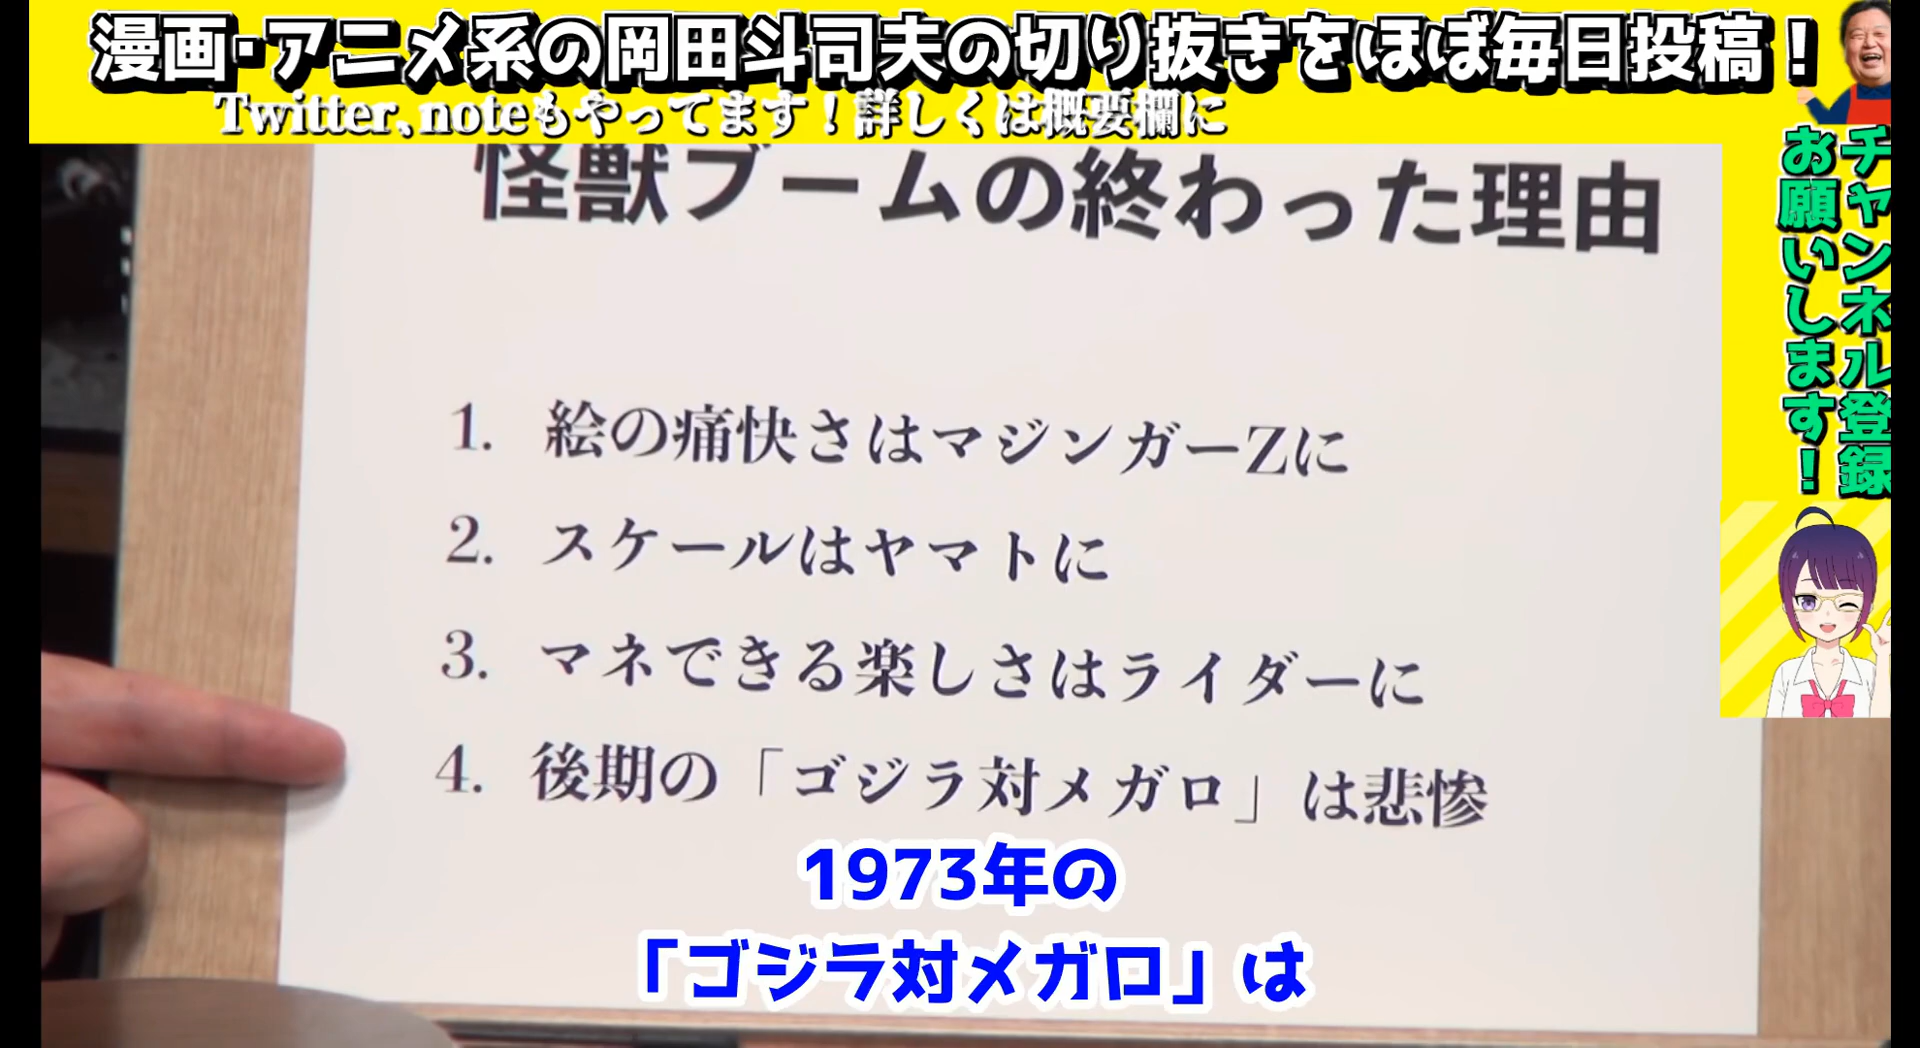 漫画・アニメ系の岡田斗司夫の切り抜きをほぼ毎日投稿！
Twitter、noteもやってます！詳しくは概要欄に
チャンネル登録
お願いします！
怪獣ブームの終わった理由
1. 絵の痛快さはマジンガーZに
2. スケールはヤマトに
3. マネできる楽しさはライダーに
4. 後期の「ゴジラ対メガロ」は悲惨
1973年の
「ゴジラ対メガロ」は